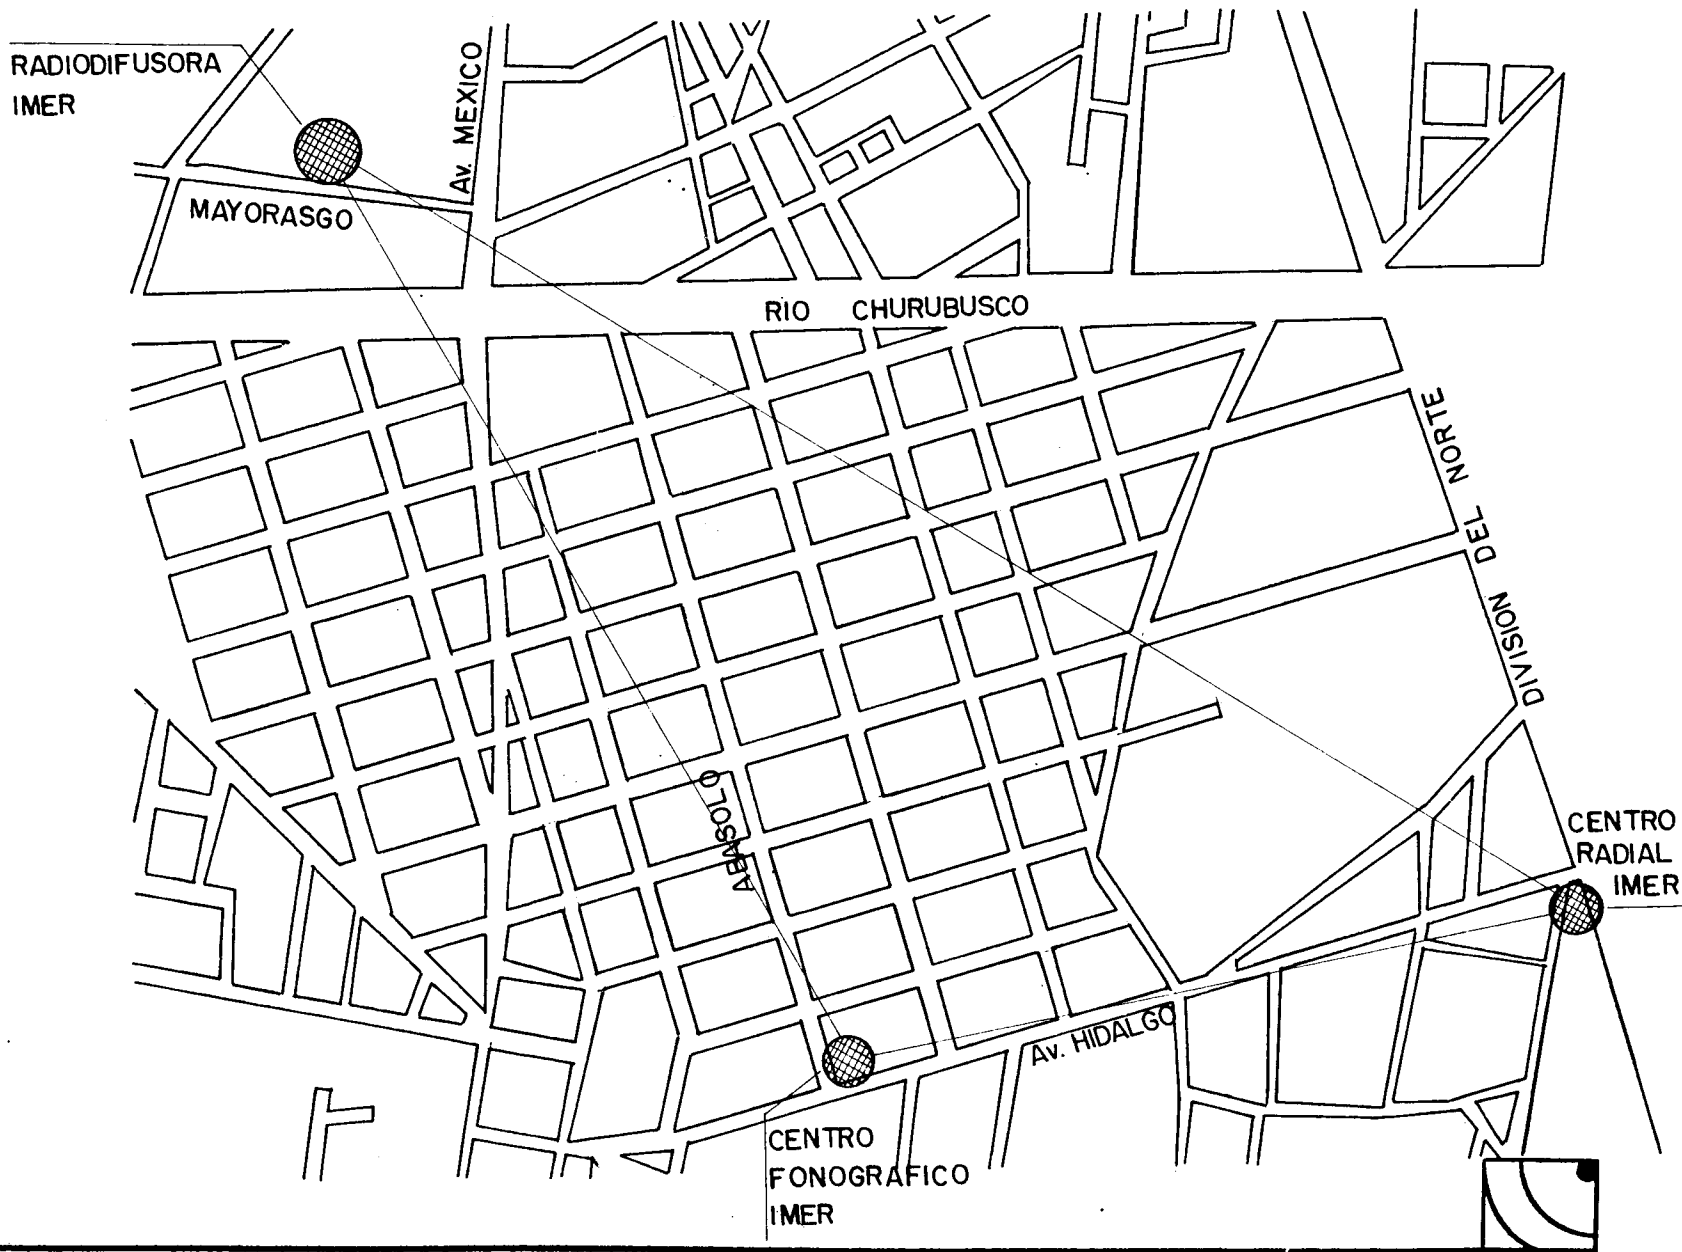 RADIODIFUSORA
IMER
Av. MEXICO
MAYORASGO
RIO CHURUBUSCO
DIVISION DEL NORTE
ABASOLO
CENTRO
RADIAL
IMER
Av. HIDALGO
CENTRO
FONOGRAFICO
IMER